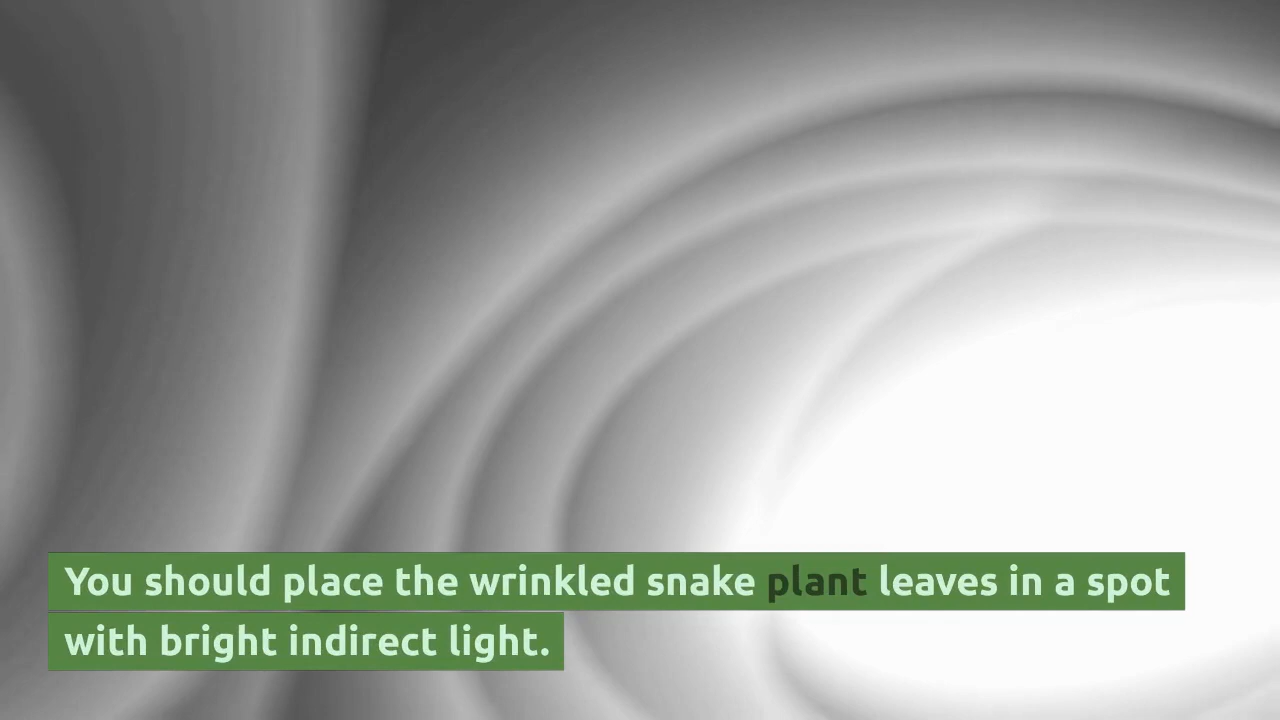 You should place the wrinkled snake plant leaves in a spot
with bright indirect light.